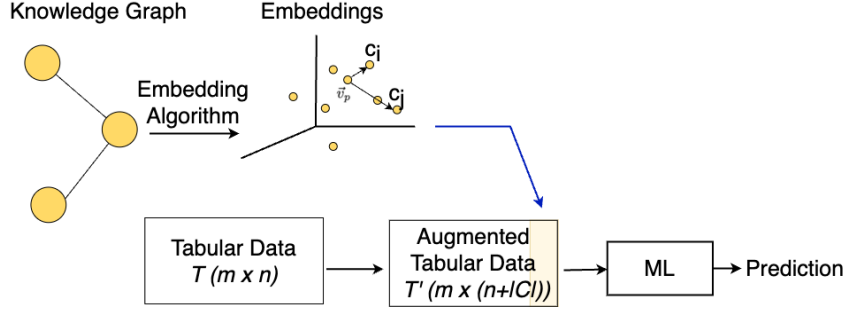 Knowledge Graph
Embeddings
Embedding
Algorithm
ci
cj
v⃗p
Tabular Data
T (m x n)
Augmented
Tabular Data
T' (m x (n+|C|))
ML
Prediction